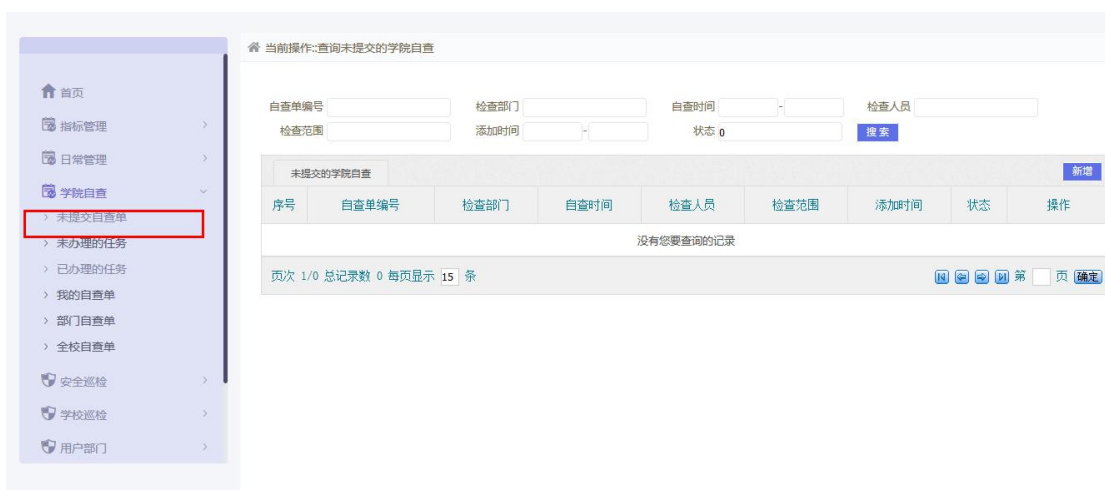 当前操作::查询未提交的学院自查
首页
指标管理
日常管理
学院自查
未提交自查单
未办理的任务
已办理的任务
我的自查单
部门自查单
全校自查单
安全巡检
学校巡检
用户部门
自查单编号 检查部门 自查时间 - 检查人员
检查范围 添加时间 - 状态 0 搜索
未提交的学院自查 新增
序号 自查单编号 检查部门 自查时间 检查人员 检查范围 添加时间 状态 操作
没有您要查询的记录
页次 1/0 总记录数 0 每页显示 15 条 第 页 确定